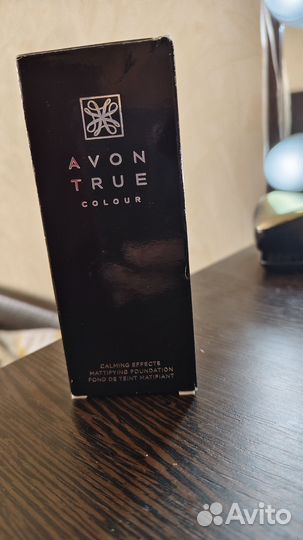 AVON
TRUE
COLOUR
CALMING EFFECTS
MATTIFYING FOUNDATION
FOND DE TEINT MATIFIANT
Avito